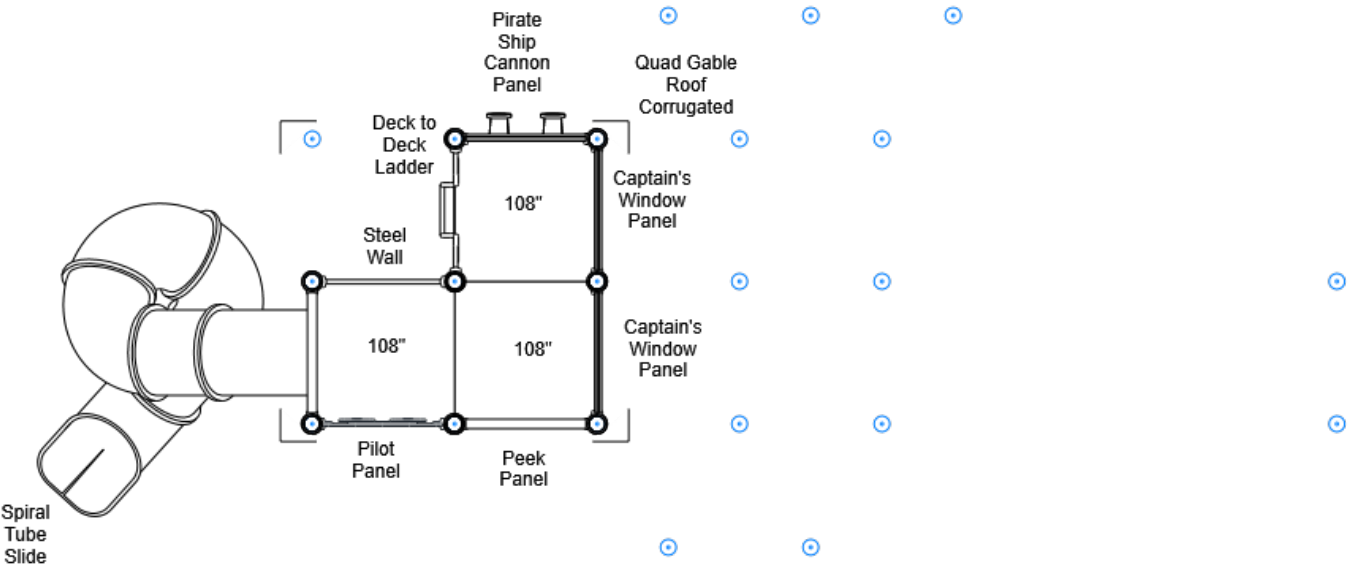 Pirate
Ship
Cannon
Panel
Quad Gable
Roof
Corrugated
Deck to
Deck
Ladder
Captain's
Window
Panel
108"
Steel
Wall
Captain's
Window
Panel
108"
108"
Pilot
Panel
Peek
Panel
Spiral
Tube
Slide